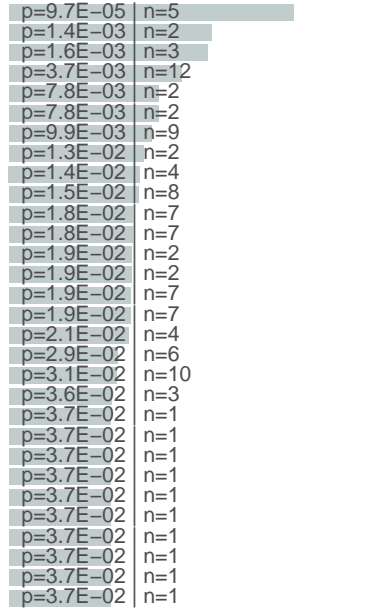 p=9.7E−05 | n=5
p=1.4E−03 | n=2
p=1.6E−03 | n=3
p=3.7E−03 | n=12
p=7.8E−03 | n=2
p=7.8E−03 | n=2
p=9.9E−03 | n=9
p=1.3E−02 | n=2
p=1.4E−02 | n=4
p=1.5E−02 | n=8
p=1.8E−02 | n=7
p=1.8E−02 | n=7
p=1.9E−02 | n=2
p=1.9E−02 | n=2
p=1.9E−02 | n=7
p=1.9E−02 | n=7
p=2.1E−02 | n=4
p=2.9E−02 | n=6
p=3.1E−02 | n=10
p=3.6E−02 | n=3
p=3.7E−02 | n=1
p=3.7E−02 | n=1
p=3.7E−02 | n=1
p=3.7E−02 | n=1
p=3.7E−02 | n=1
p=3.7E−02 | n=1
p=3.7E−02 | n=1
p=3.7E−02 | n=1
p=3.7E−02 | n=1
p=3.7E−02 | n=1